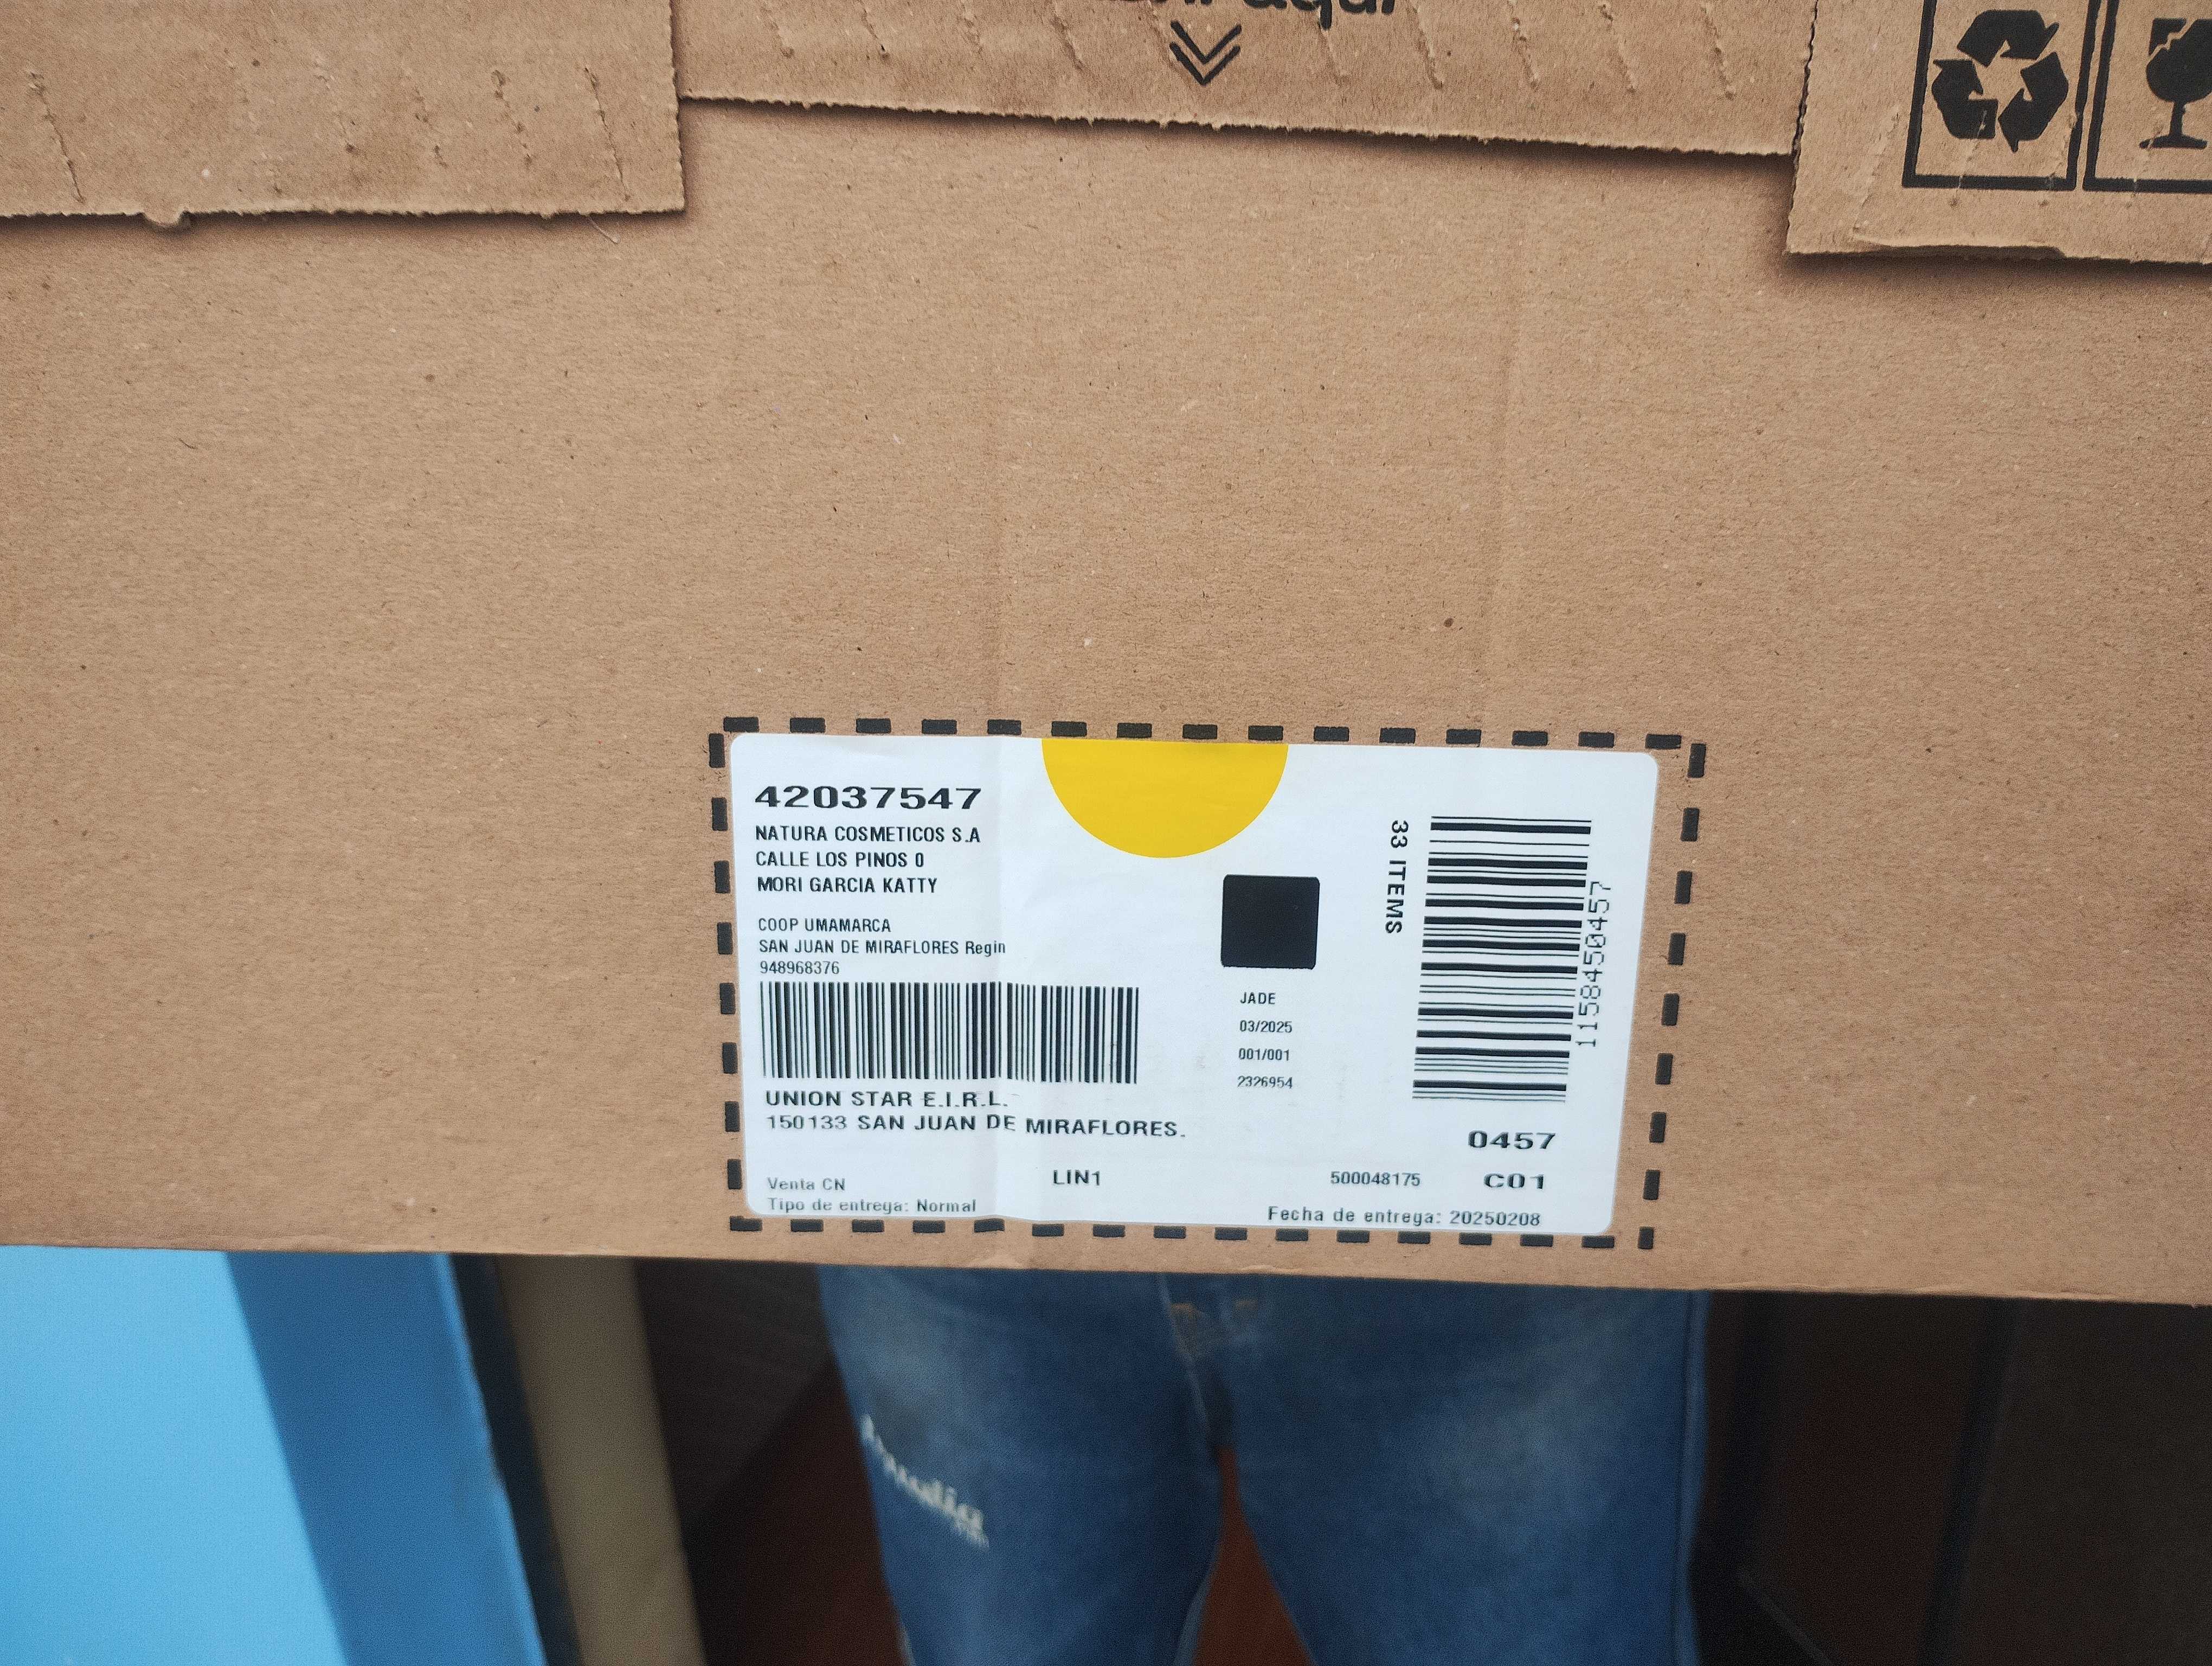 aquí
42037547
NATURA COSMETICOS S.A
CALLE LOS PINOS 0
MORI GARCIA KATTY
COOP UMAMARCA
SAN JUAN DE MIRAFLORES Regin
948968376
UNION STAR E.I.R.L.
150133 SAN JUAN DE MIRAFLORES.
Venta CN
Tipo de entrega: Normal
LIN1
JADE
03/2025
001/001
2326954
33 ITEMS
1158450457
0457
500048175
C01
Fecha de entrega: 20250208